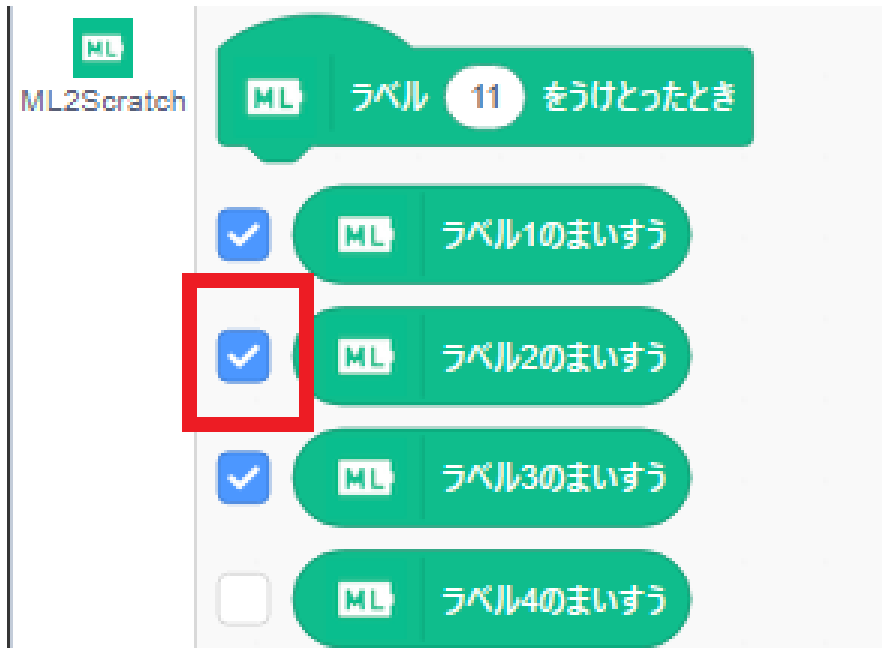 ML
ML2Scratch
ML ラベル 11 をうけとったとき
ML ラベル1のまいすう
ML ラベル2のまいすう
ML ラベル3のまいすう
ML ラベル4のまいすう